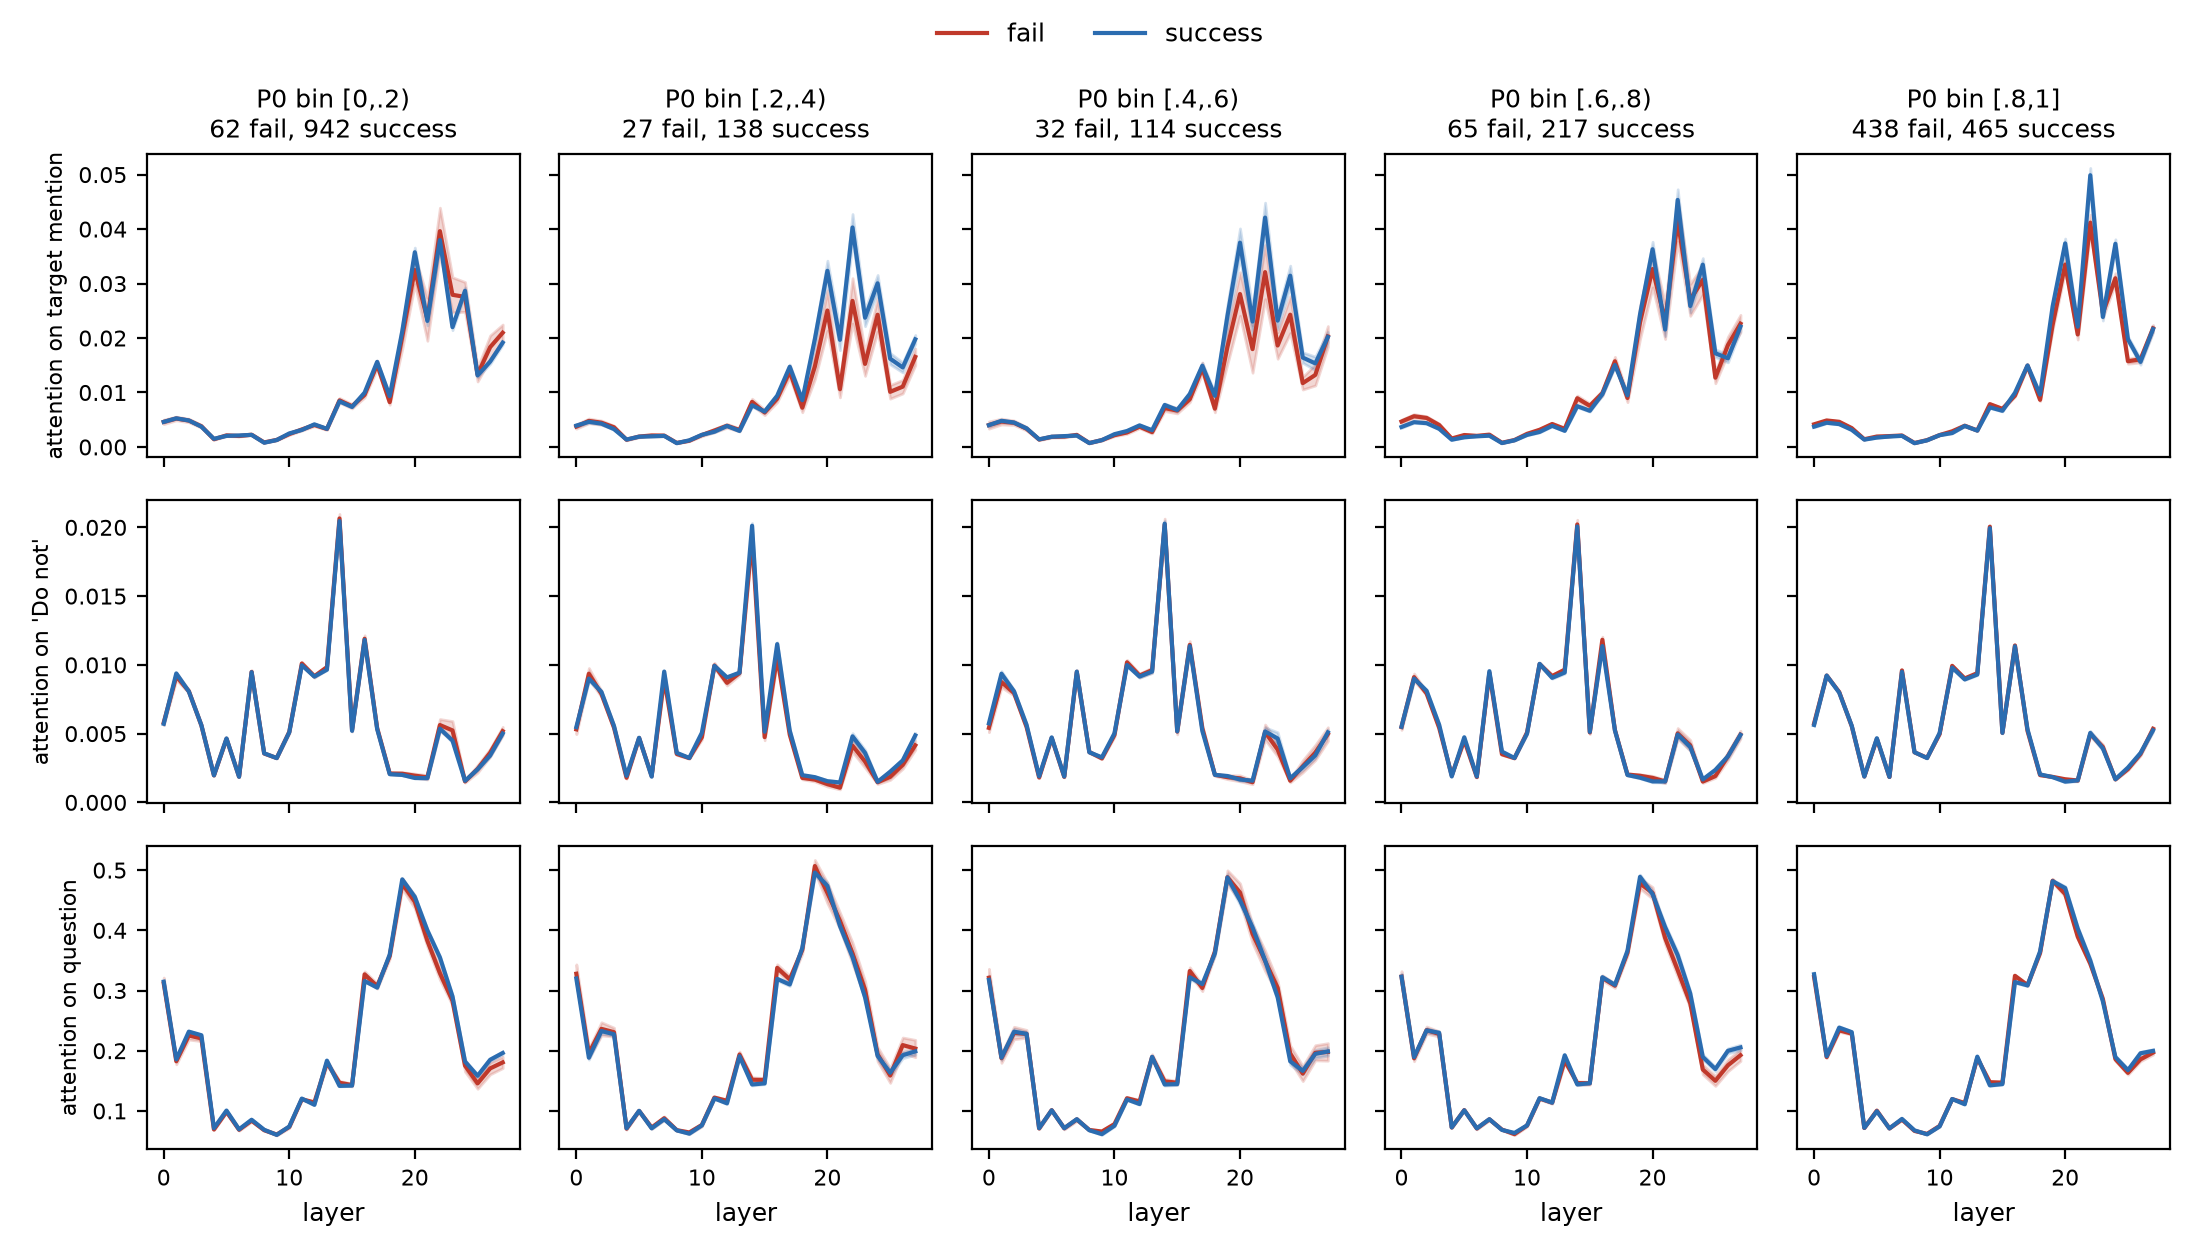 fail success
P0 bin [0,.2) P0 bin [.2,.4) P0 bin [.4,.6) P0 bin [.6,.8) P0 bin [.8,1]
62 fail, 942 success 27 fail, 138 success 32 fail, 114 success 65 fail, 217 success 438 fail, 465 success
attention on target mention
0.05
0.04
0.03
0.02
0.01
0.00
attention on 'Do not'
0.020
0.015
0.010
0.005
0.000
attention on question
0.5
0.4
0.3
0.2
0.1
0 10 20 0 10 20 0 10 20 0 10 20 0 10 20
layer layer layer layer layer